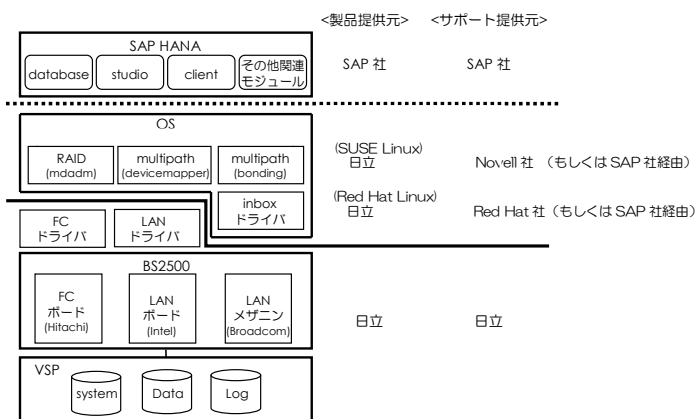 <製品提供元> <サポート提供元>
SAP HANA
database
studio
client
その他関連
モジュール
SAP 社
SAP 社
OS
RAID
(mdadm)
multipath
(devicemapper)
multipath
(bonding)
(SUSE Linux)
日立
Novell 社 （もしくは SAP 社経由）
inbox
ドライバ
(Red Hat Linux)
日立
Red Hat 社（もしくは SAP 社経由）
FC
ドライバ
LAN
ドライバ
BS2500
FC
ボード
(Hitachi)
LAN
ボード
(Intel)
LAN
メザニン
(Broadcom)
日立
日立
VSP
system
Data
Log